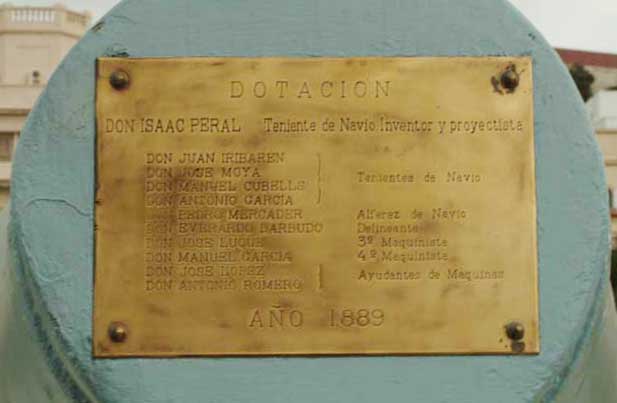 DOTACION
DON ISAAC PERAL Teniente de Navio Inventor y proyectista
DON JUAN IRIBAREN
DON JOSE MOYA
DON MANUEL CUBELLS
DON ANTONIO GARCIA
Tenientes de Navio
DON PEDRO MERCADER Alferez de Navio
DON EVERARDO BARBUDO Delineante
DON JOSE LUQUE 3º Maquinista
DON MANUEL GARCIA 4º Maquinista
DON JOSE LOPEZ
DON ANTONIO ROMERO
Ayudantes de Maquinas
AÑO 1889